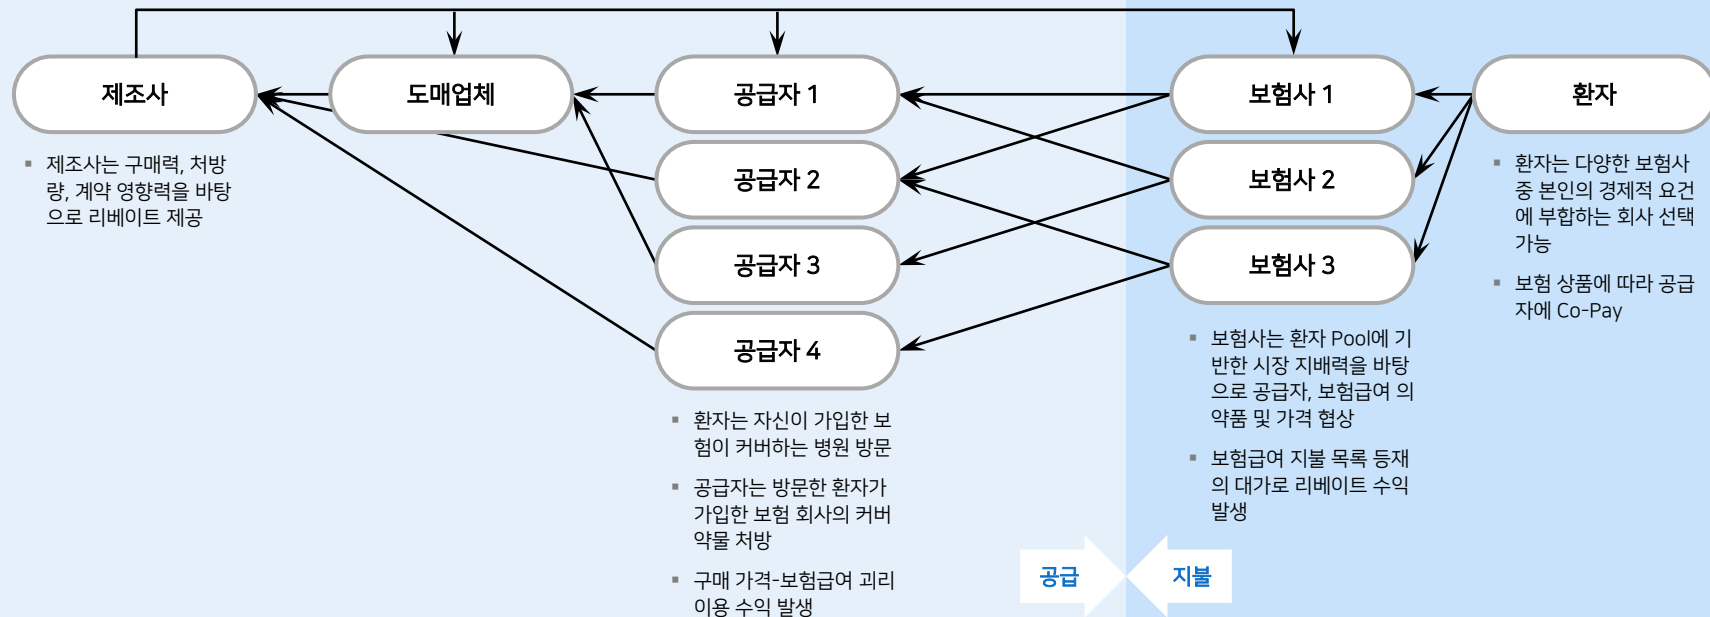 제조사
도매업체
공급자 1
보험사 1
환자
공급자 2
보험사 2
공급자 3
보험사 3
공급자 4
▪ 제조사는 구매력, 처방
량, 계약 영향력을 바탕
으로 리베이트 제공
▪ 환자는 자신이 가입한 보
험이 커버하는 병원 방문
▪ 공급자는 방문한 환자가
가입한 보험 회사의 커버
약물 처방
▪ 구매 가격-보험급여 괴리
이용 수익 발생
▪ 보험사는 환자 Pool에 기
반한 시장 지배력을 바탕
으로 공급자, 보험급여 의
약품 및 가격 협상
▪ 보험급여 지불 목록 등재
의 대가로 리베이트 수익
발생
▪ 환자는 다양한 보험사
중 본인의 경제적 요건
에 부합하는 회사 선택
가능
▪ 보험 상품에 따라 공급
자에 Co-Pay
공급
지불